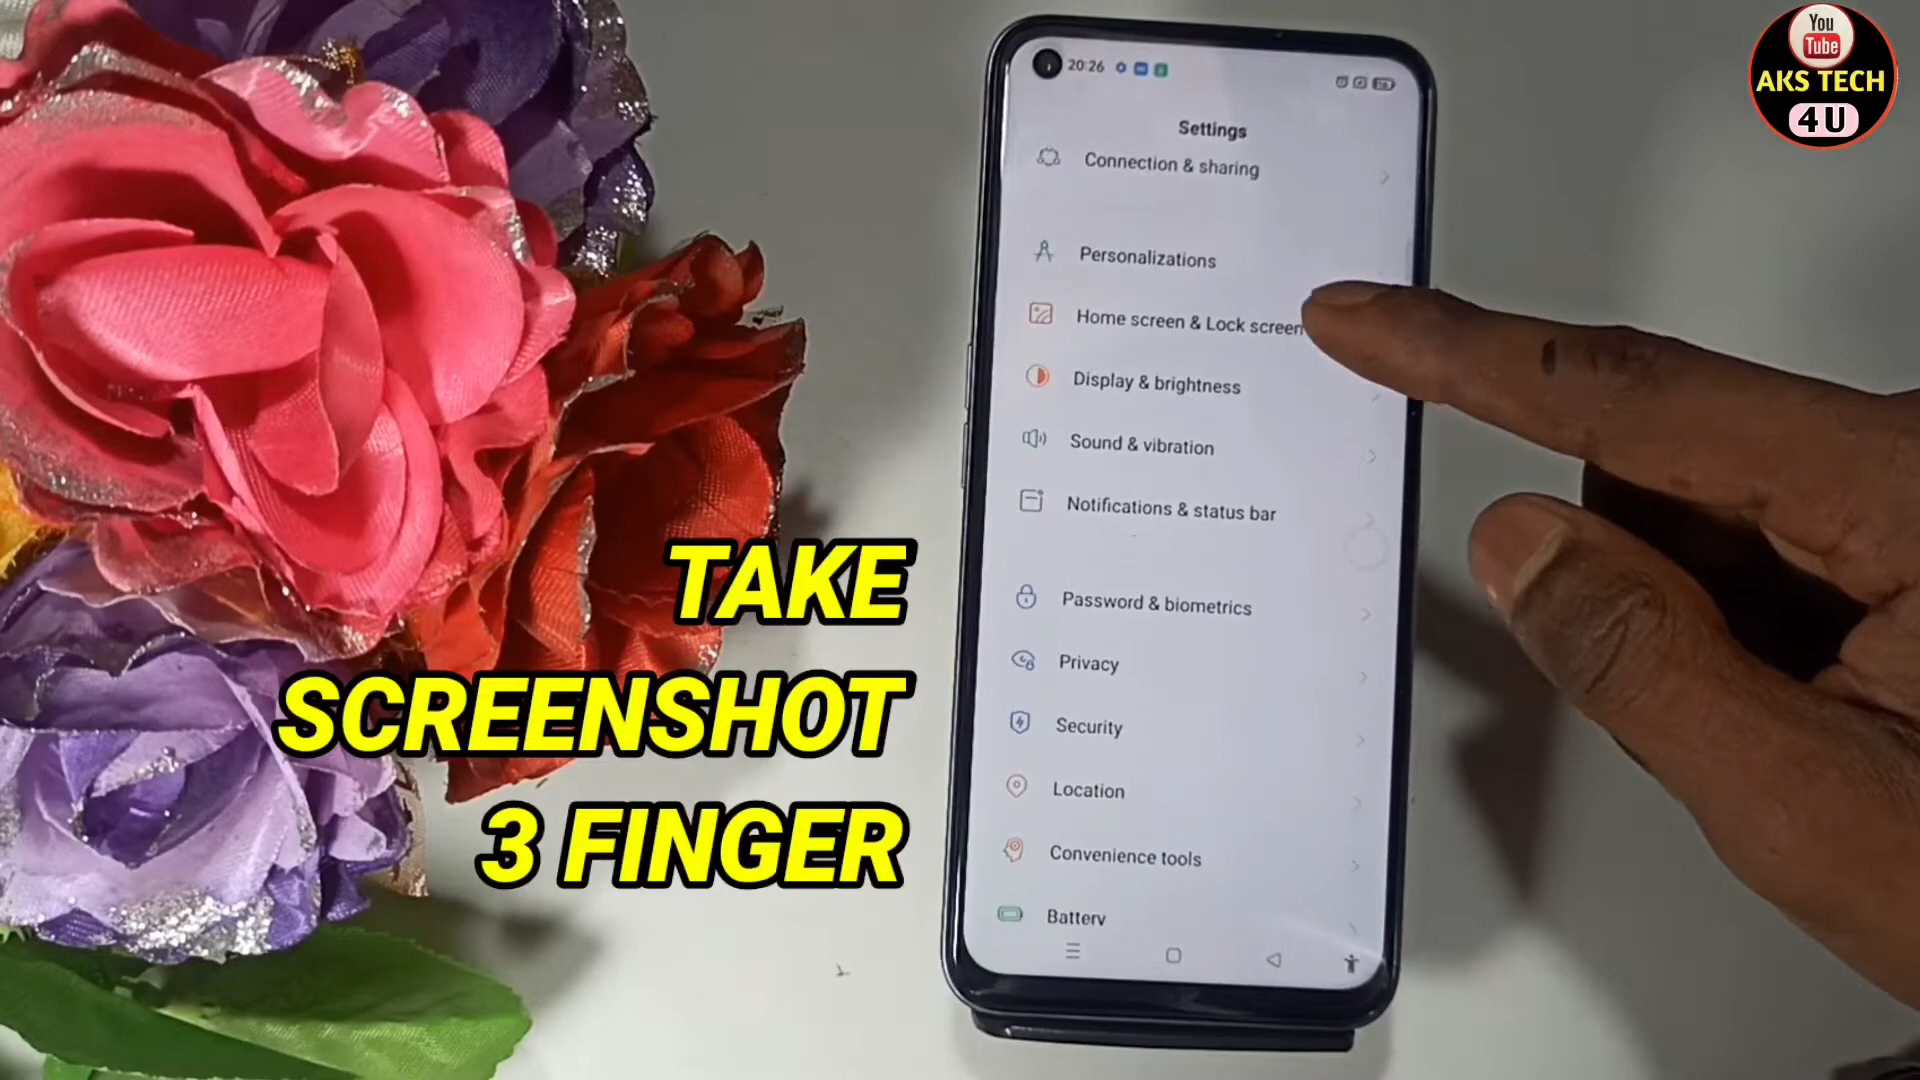 You
Tube
AKS TECH
4U
20:26
Settings
Connection & sharing
Personalizations
Home screen & Lock screen
Display & brightness
Sound & vibration
Notifications & status bar
Password & biometrics
Privacy
Security
Location
Convenience tools
Battery
TAKE
SCREENSHOT
3 FINGER